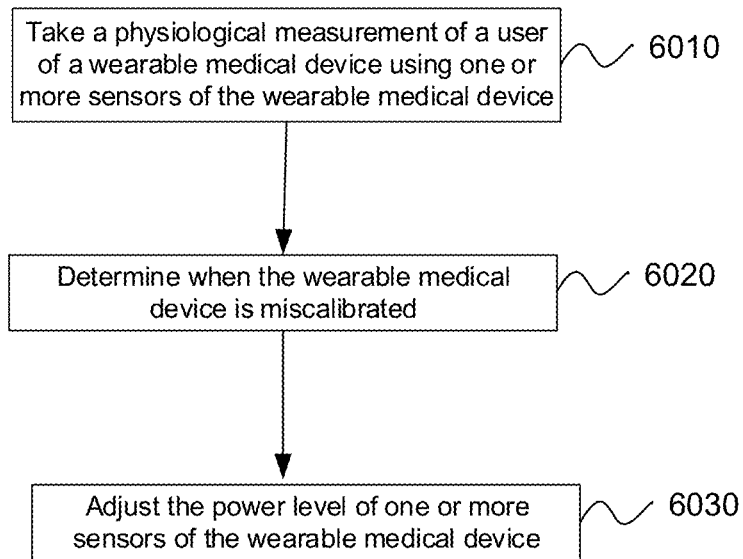 Take a physiological measurement of a user
of a wearable medical device using one or
more sensors of the wearable medical device
6010
Determine when the wearable medical
device is miscalibrated
6020
Adjust the power level of one or more
sensors of the wearable medical device
6030